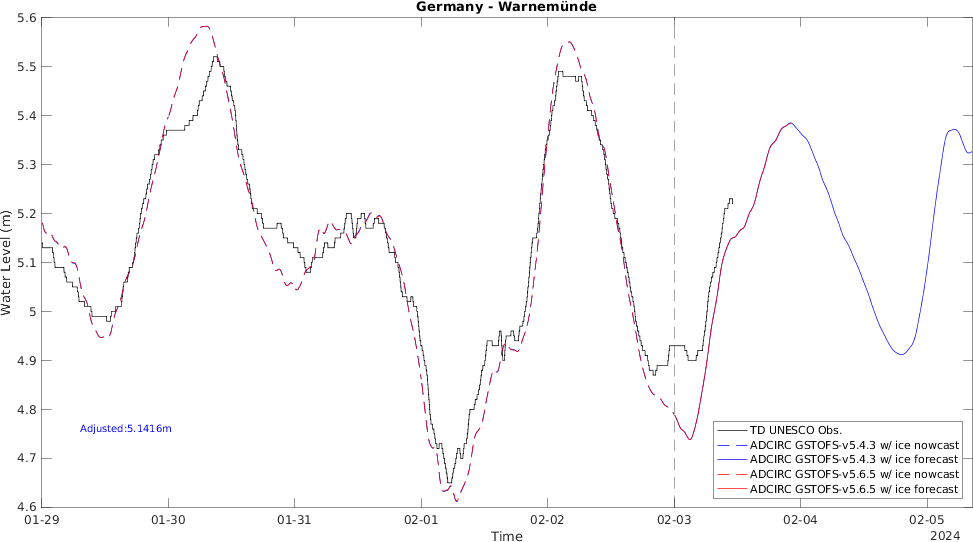 Germany - Warnemünde
5.6
5.5
5.4
5.3
5.2
5.1
5
4.9
4.8
4.7
4.6
Water Level (m)
Adjusted:5.1416m
TD UNESCO Obs.
ADCIRC GSTOFS-v5.4.3 w/ ice nowcast
ADCIRC GSTOFS-v5.4.3 w/ ice forecast
ADCIRC GSTOFS-v5.6.5 w/ ice nowcast
ADCIRC GSTOFS-v5.6.5 w/ ice forecast
01-29 01-30 01-31 02-01 02-02 02-03 02-04 02-05
Time
2024